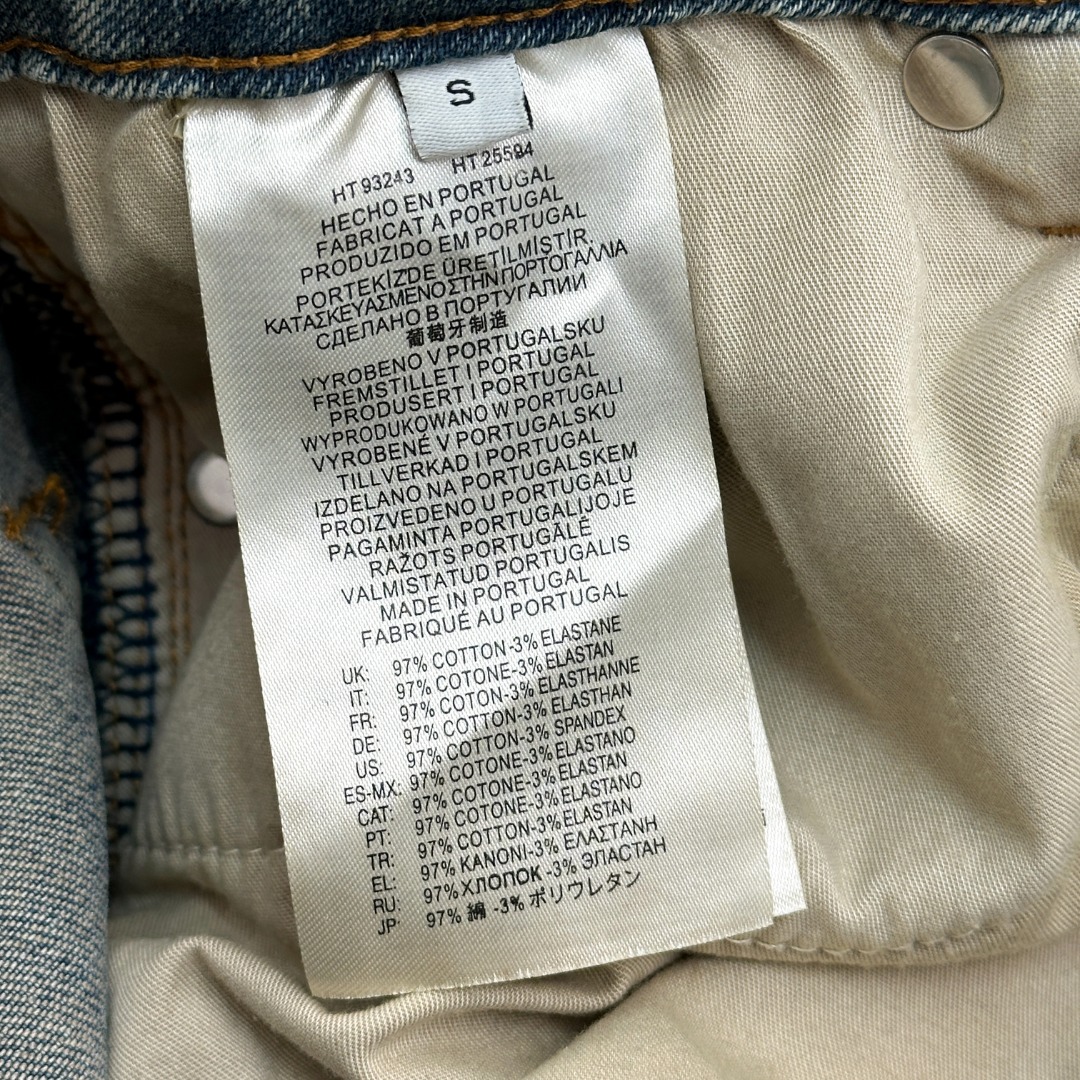 S
HT 93243 HT 25594
HECHO EN PORTUGAL
FABRICAT A PORTUGAL
PRODUZIDO EM PORTUGAL
PORTEKİZ'DE ÜRETİLMİŞTİR.
ΚΑΤΑΣΚΕΥΑΣΜΕΝΟ ΣΤΗΝ ΠΟΡΤΟΓΑΛΛΙΑ
СДЕЛАНО В ПОРТУГАЛИИ
葡萄牙制造
VYROBENO V PORTUGALSKU
FREMSTILLET I PORTUGAL
PRODUSERT I PORTUGAL
WYPRODUKOWANO W PORTUGALI
VYROBENÉ V PORTUGALSKU
TILLVERKAD I PORTUGAL
IZDELANO NA PORTUGALSKEM
PROIZVEDENO U PORTUGALU
PAGAMINTA PORTUGALIJOJE
RAŽOTS PORTUGĀLĒ
VALMISTATUD PORTUGALIS
MADE IN PORTUGAL
FABRIQUÉ AU PORTUGAL
UK: 97% COTTON-3% ELASTANE
IT: 97% COTONE-3% ELASTAN
FR: 97% COTON-3% ELASTHANNE
DE: 97% COTTON-3% ELASTHAN
US: 97% COTTON-3% SPANDEX
ES-MX: 97% COTONE-3% ELASTANO
CAT: 97% COTONE-3% ELASTAN
PT: 97% COTONE-3% ELASTANO
TR: 97% COTTON-3% ELASTAN
EL: 97% KANONI-3% ΕΛΑΣΤΑΝΗ
RU: 97% ХЛОПОК -3% ЭЛАСТАН
JP: 97% 綿 -3% ポリウレタン